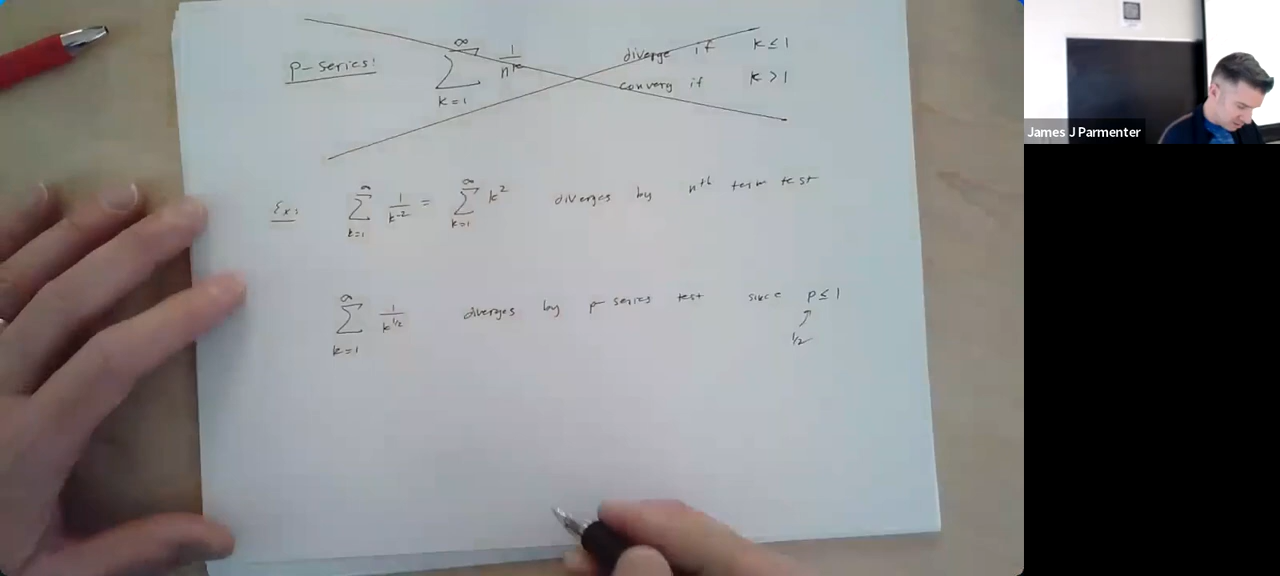 p-series: ∞ ∑ k=1 1/n^k diverge if k ≤ 1
converg if k > 1
Ex: ∞ ∑ k=1 1/k^-2 = ∞ ∑ k=1 k^2 diverges by nth term test
∞ ∑ k=1 1/k^1/2 diverges by p-series test since p ≤ 1
1/2
James J Parmenter